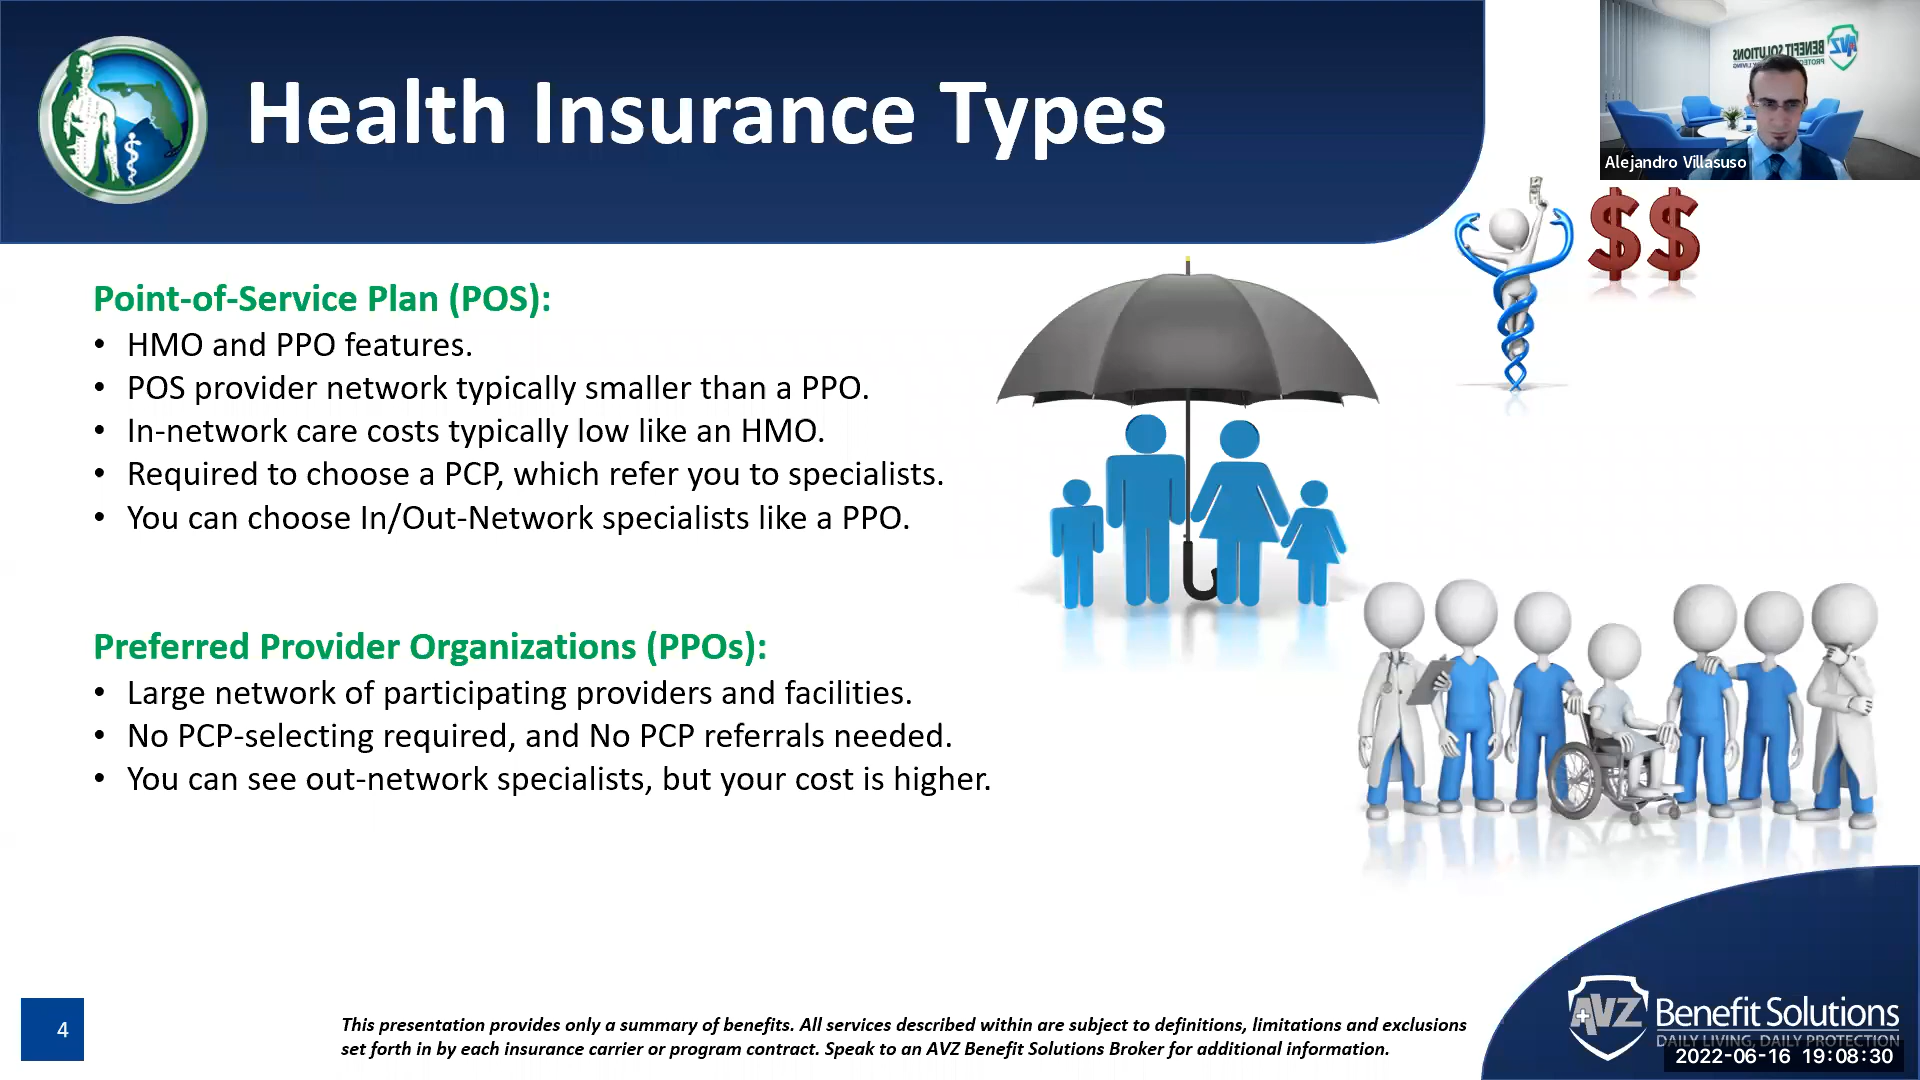 Health Insurance Types
Alejandro Villasuso
Point-of-Service Plan (POS):
• HMO and PPO features.
• POS provider network typically smaller than a PPO.
• In-network care costs typically low like an HMO.
• Required to choose a PCP, which refer you to specialists.
• You can choose In/Out-Network specialists like a PPO.
$$
Preferred Provider Organizations (PPOs):
• Large network of participating providers and facilities.
• No PCP-selecting required, and No PCP referrals needed.
• You can see out-network specialists, but your cost is higher.
4
This presentation provides only a summary of benefits. All services described within are subject to definitions, limitations and exclusions
set forth in by each insurance carrier or program contract. Speak to an AVZ Benefit Solutions Broker for additional information.
AVZ Benefit Solutions
DAILY LIVING, DAILY PROTECTION
2022-06-16 19:08:30